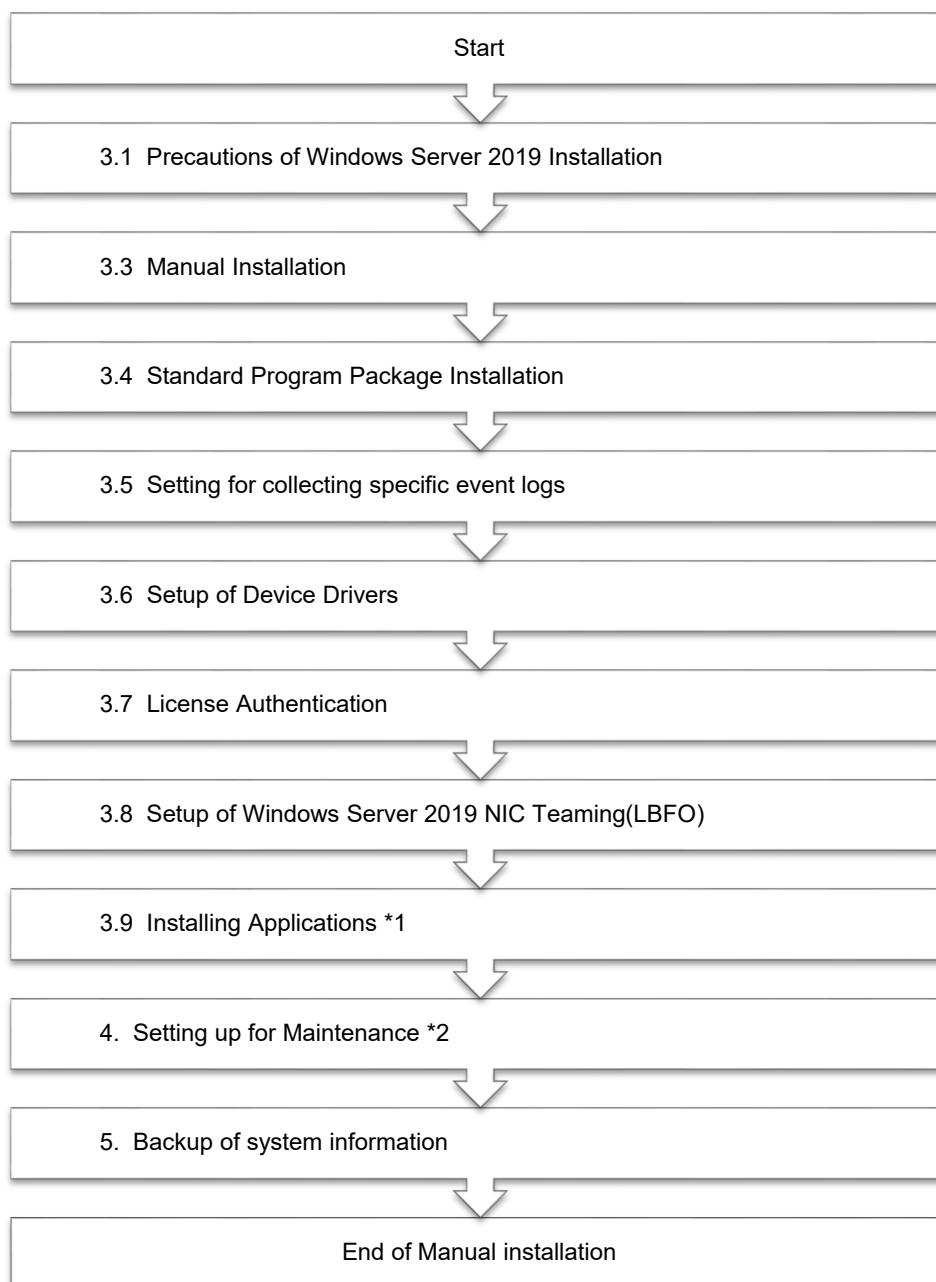 Start
3.1 Precautions of Windows Server 2019 Installation
3.3 Manual Installation
3.4 Standard Program Package Installation
3.5 Setting for collecting specific event logs
3.6 Setup of Device Drivers
3.7 License Authentication
3.8 Setup of Windows Server 2019 NIC Teaming(LBFO)
3.9 Installing Applications *1
4. Setting up for Maintenance *2
5. Backup of system information
End of Manual installation